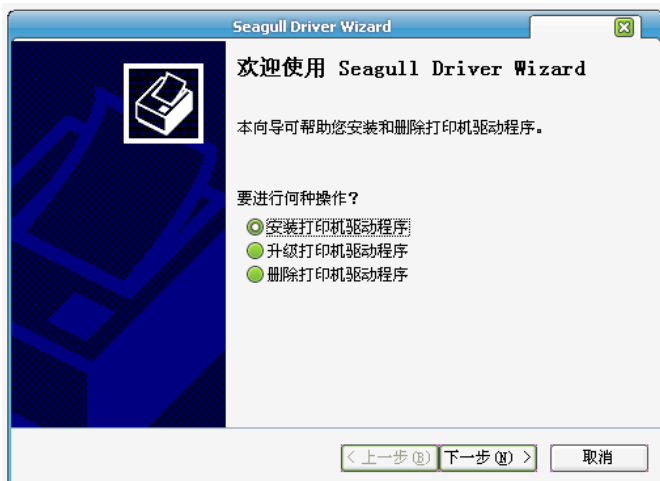 Seagull Driver Wizard
欢迎使用 Seagull Driver Wizard
本向导可帮助您安装和删除打印机驱动程序。
要进行何种操作?
安装打印机驱动程序
升级打印机驱动程序
删除打印机驱动程序
< 上一步(B) 下一步(N) > 取消